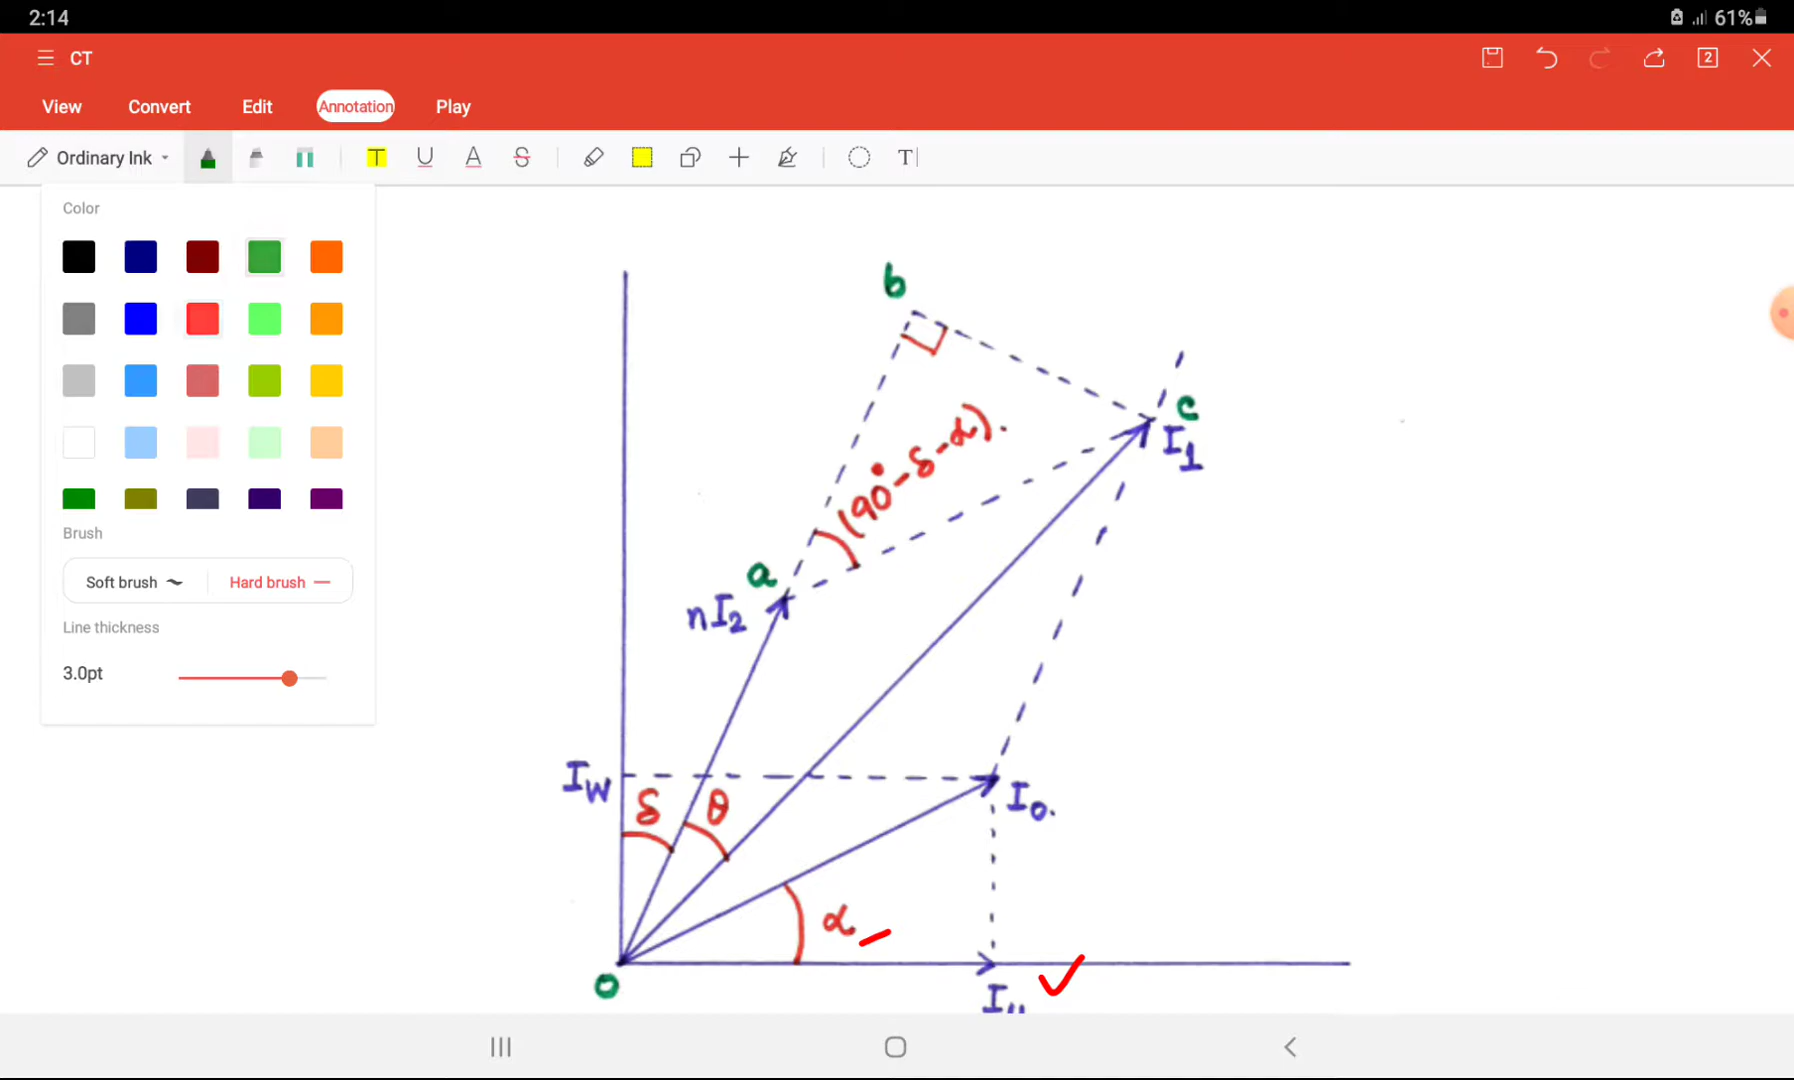 2:14
61%
CT
2
View Convert Edit Annotation Play
Ordinary Ink
T U A S T
Color
Brush
Soft brush Hard brush
Line thickness
3.0pt
b
c
I1
(90°-δ-α).
a
nI2
Iw
δ θ
I0.
α
O